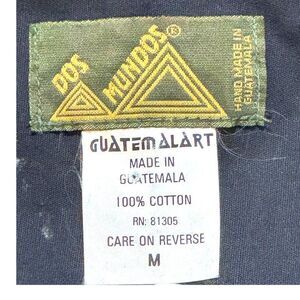 DOS
MUNDOS®
HAND MADE IN
GUATEMALA
GUATEMALART
MADE IN
GUATEMALA
100% COTTON
RN: 81305
CARE ON REVERSE
M